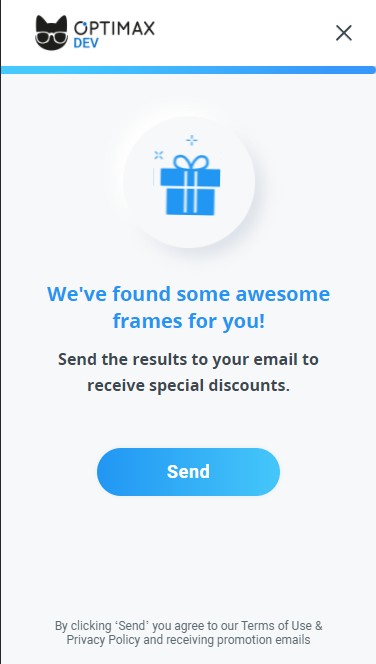 OPTIMAX
DEV
We've found some awesome
frames for you!
Send the results to your email to
receive special discounts.
Send
By clicking ‘Send’ you agree to our Terms of Use &
Privacy Policy and receiving promotion emails